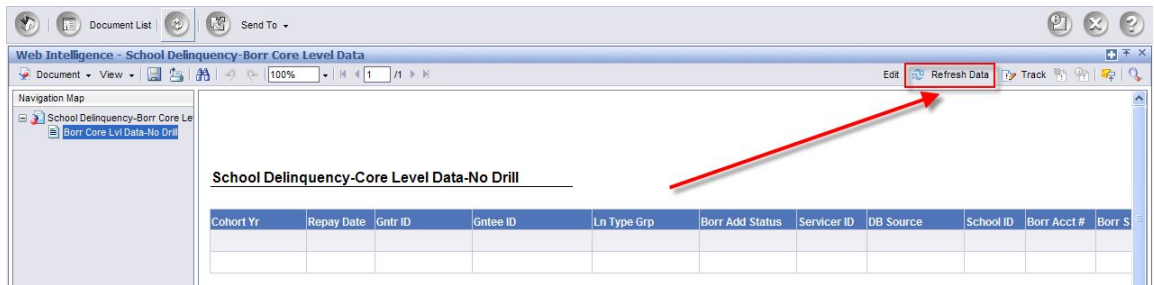 Document List Send To
Web Intelligence - School Delinquency-Borr Core Level Data
Document View 100% 1 /1 Edit Refresh Data Track
Navigation Map
School Delinquency-Borr Core Le
Borr Core Lvl Data-No Drill
School Delinquency-Core Level Data-No Drill
Cohort Yr Repay Date Gntr ID Gntee ID Ln Type Grp Borr Add Status Servicer ID DB Source School ID Borr Acct # Borr S